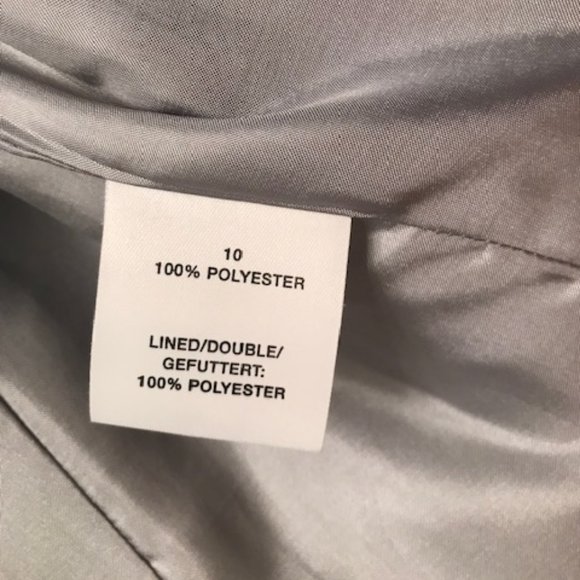 10
100% POLYESTER
LINED/DOUBLE/
GEFUTTERT:
100% POLYESTER